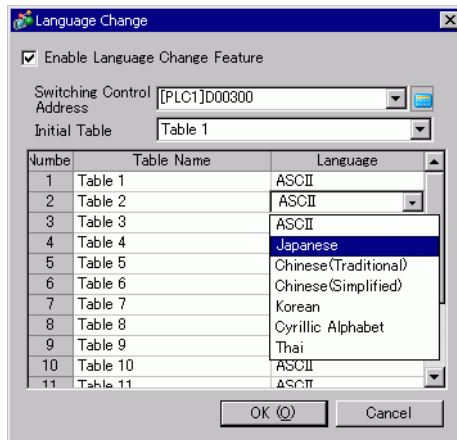 Language Change
Enable Language Change Feature
Switching Control Address [PLC1]D00300
Initial Table Table 1
Numbe Table Name Language
1 Table 1 ASCII
2 Table 2 ASCII
3 Table 3 ASCII
4 Table 4 Japanese
5 Table 5 Chinese(Traditional)
6 Table 6 Chinese(Simplified)
7 Table 7 Korean
8 Table 8 Cyrillic Alphabet
9 Table 9 Thai
10 Table 10 ASCII
11 Table 11 ASCII
OK (O) Cancel